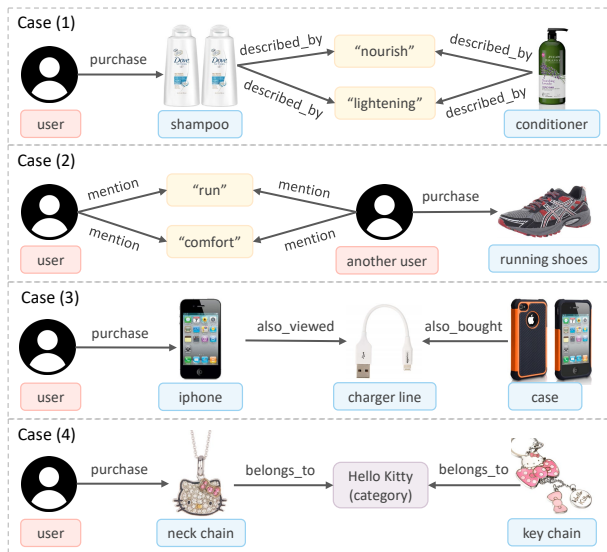 Case (1)
purchase
described_by
described_by
"nourish"
"lightening"
described_by
described_by
Dove
Dove
user
shampoo
conditioner
Case (2)
mention
mention
"run"
"comfort"
mention
mention
purchase
user
another user
running shoes
Case (3)
purchase
also_viewed
also_bought
user
iphone
charger line
case
Case (4)
purchase
belongs_to
Hello Kitty
(category)
belongs_to
user
neck chain
key chain